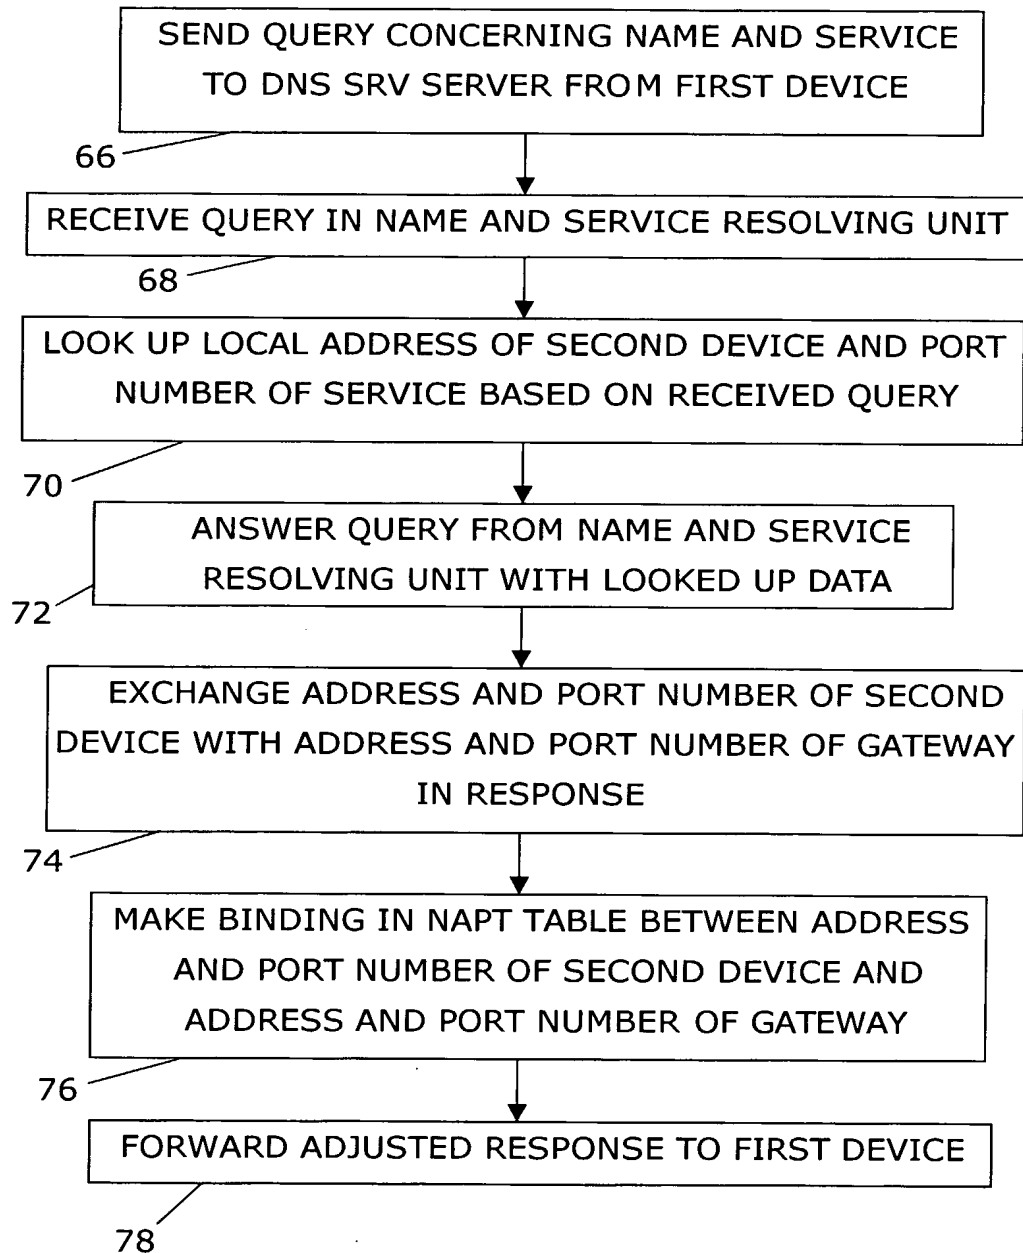 SEND QUERY CONCERNING NAME AND SERVICE
TO DNS SRV SERVER FROM FIRST DEVICE
66
RECEIVE QUERY IN NAME AND SERVICE RESOLVING UNIT
68
LOOK UP LOCAL ADDRESS OF SECOND DEVICE AND PORT
NUMBER OF SERVICE BASED ON RECEIVED QUERY
70
ANSWER QUERY FROM NAME AND SERVICE
RESOLVING UNIT WITH LOOKED UP DATA
72
EXCHANGE ADDRESS AND PORT NUMBER OF SECOND
DEVICE WITH ADDRESS AND PORT NUMBER OF GATEWAY
IN RESPONSE
74
MAKE BINDING IN NAPT TABLE BETWEEN ADDRESS
AND PORT NUMBER OF SECOND DEVICE AND
ADDRESS AND PORT NUMBER OF GATEWAY
76
FORWARD ADJUSTED RESPONSE TO FIRST DEVICE
78